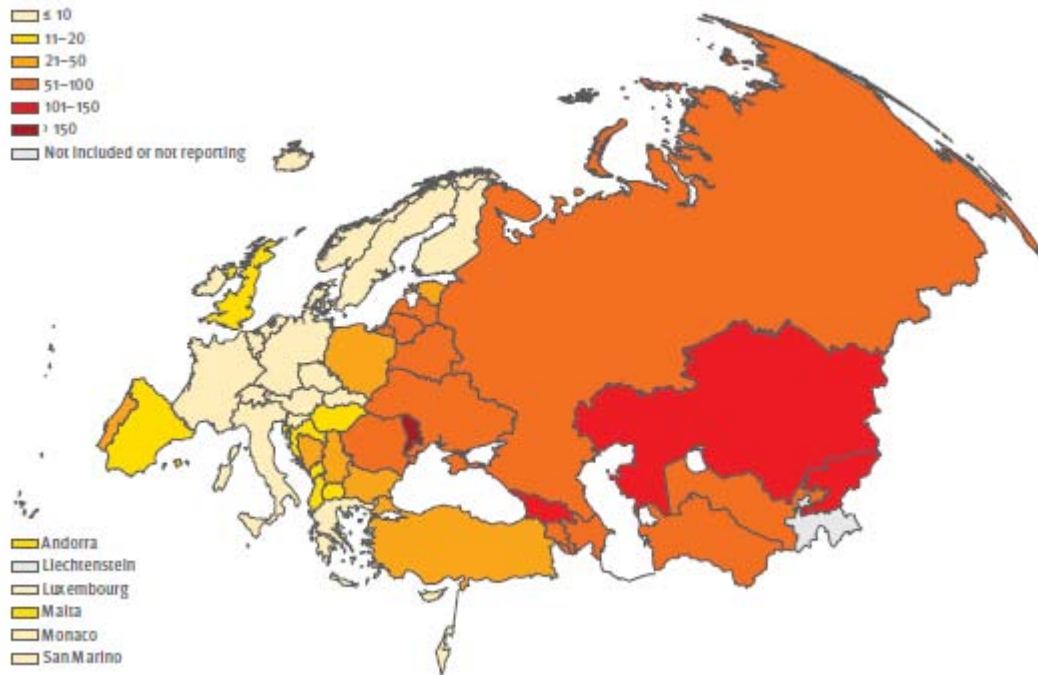 ≤ 10
11–20
21–50
51–100
101–150
> 150
Not included or not reporting
Andorra
Liechtenstein
Luxembourg
Malta
Monaco
San Marino